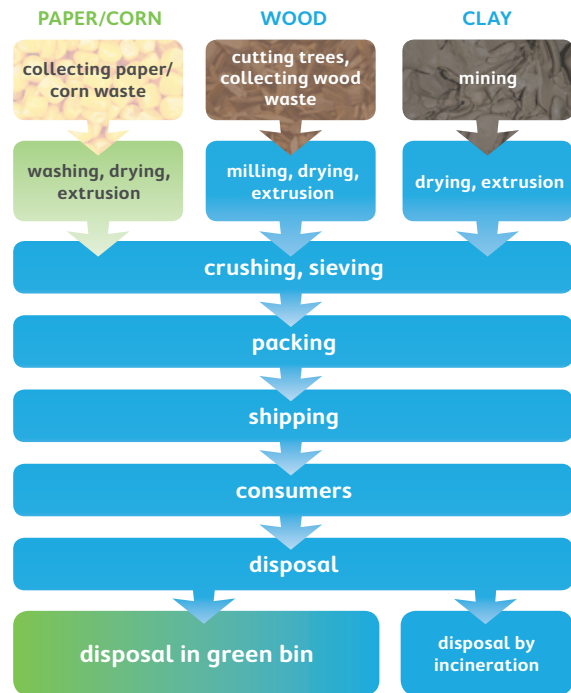 PAPER/CORN
WOOD
CLAY
collecting paper/
corn waste
cutting trees,
collecting wood
waste
mining
washing, drying,
extrusion
milling, drying,
extrusion
drying, extrusion
crushing, sieving
packing
shipping
consumers
disposal
disposal in green bin
disposal by
incineration